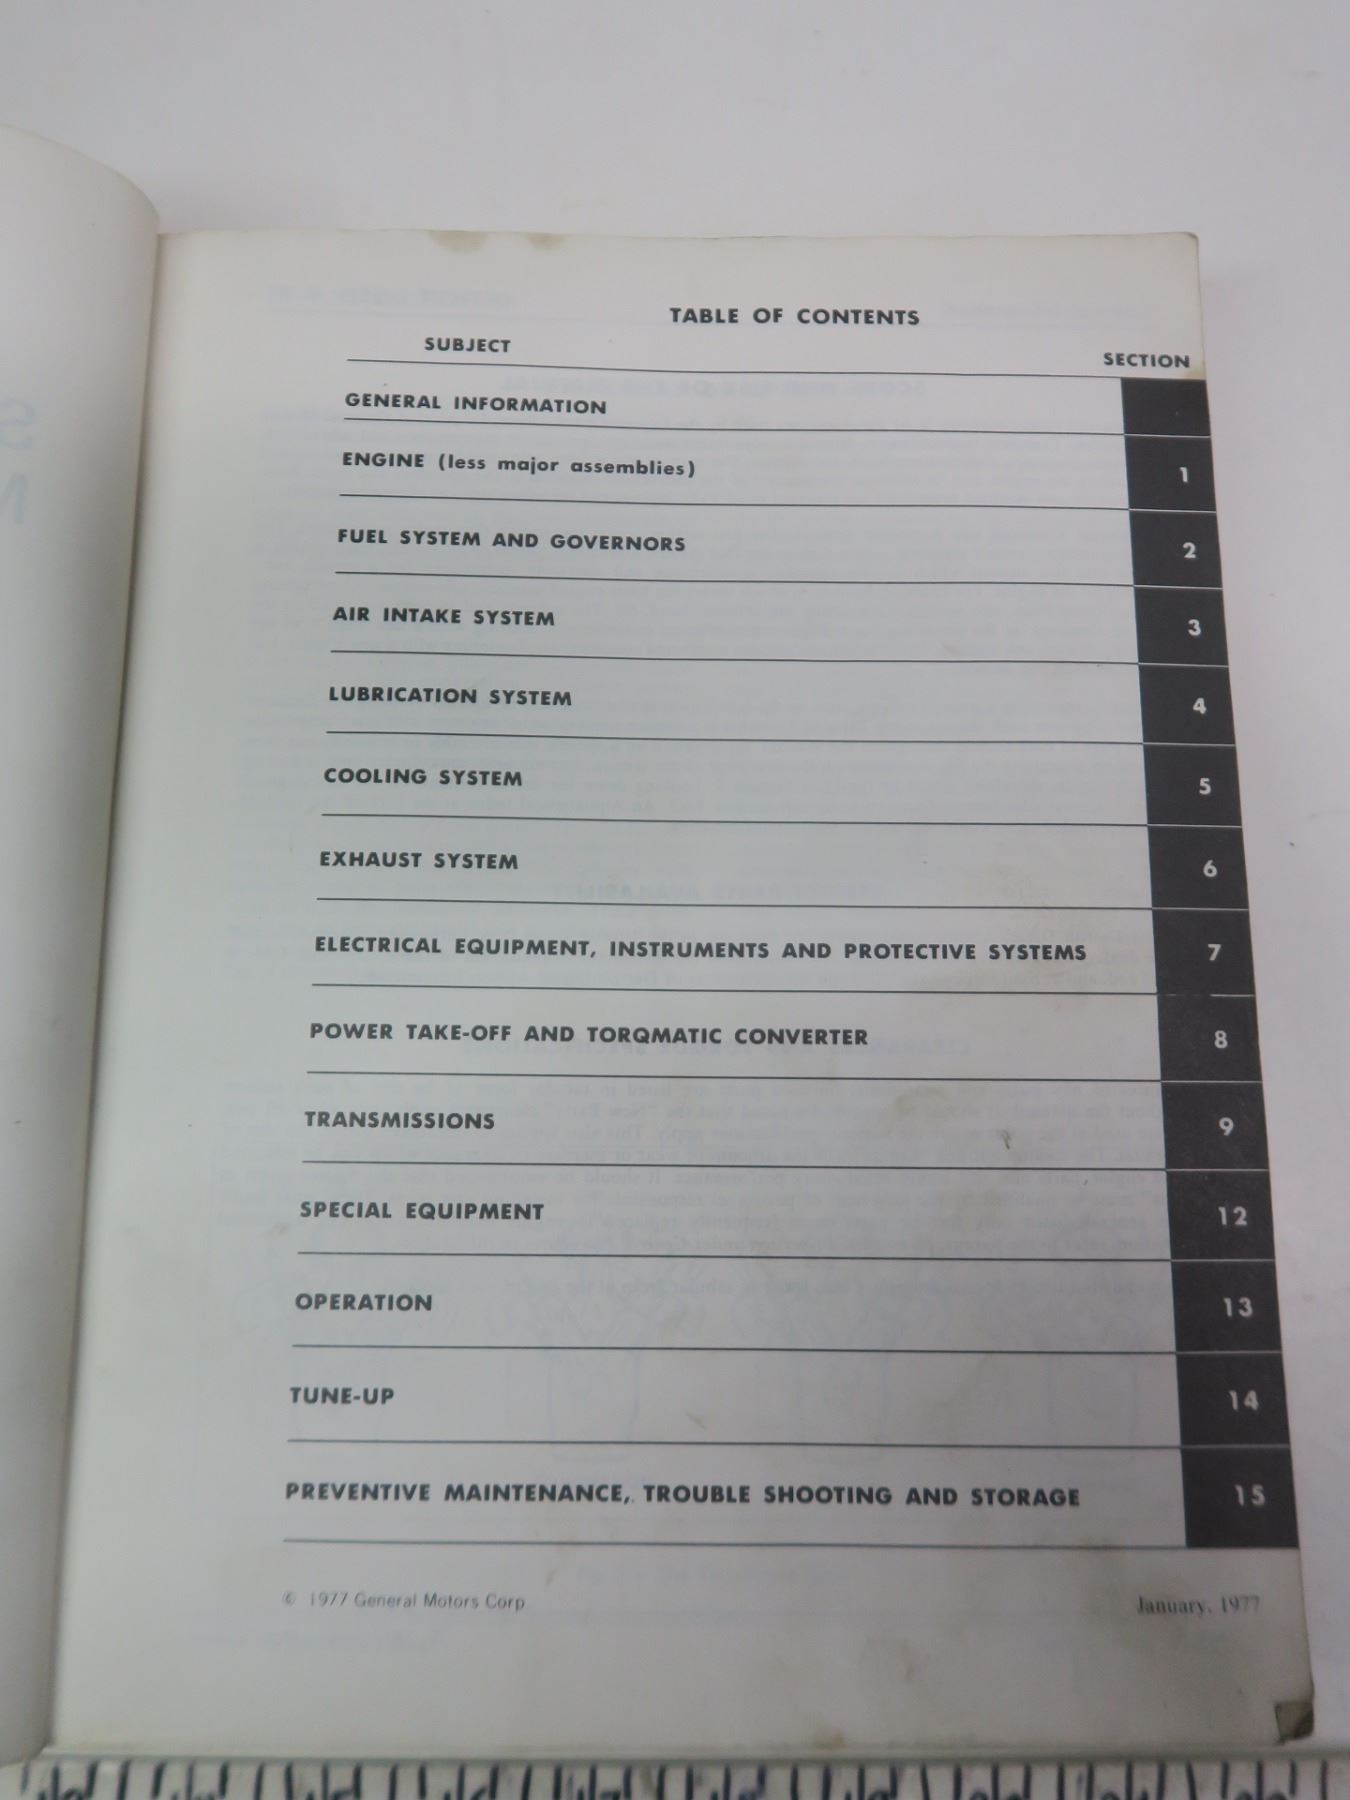 TABLE OF CONTENTS
SUBJECT SECTION
GENERAL INFORMATION
ENGINE (less major assemblies) 1
FUEL SYSTEM AND GOVERNORS 2
AIR INTAKE SYSTEM 3
LUBRICATION SYSTEM 4
COOLING SYSTEM 5
EXHAUST SYSTEM 6
ELECTRICAL EQUIPMENT, INSTRUMENTS AND PROTECTIVE SYSTEMS 7
POWER TAKE-OFF AND TORQMATIC CONVERTER 8
TRANSMISSIONS 9
SPECIAL EQUIPMENT 12
OPERATION 13
TUNE-UP 14
PREVENTIVE MAINTENANCE, TROUBLE SHOOTING AND STORAGE 15
© 1977 General Motors Corp. January, 1977